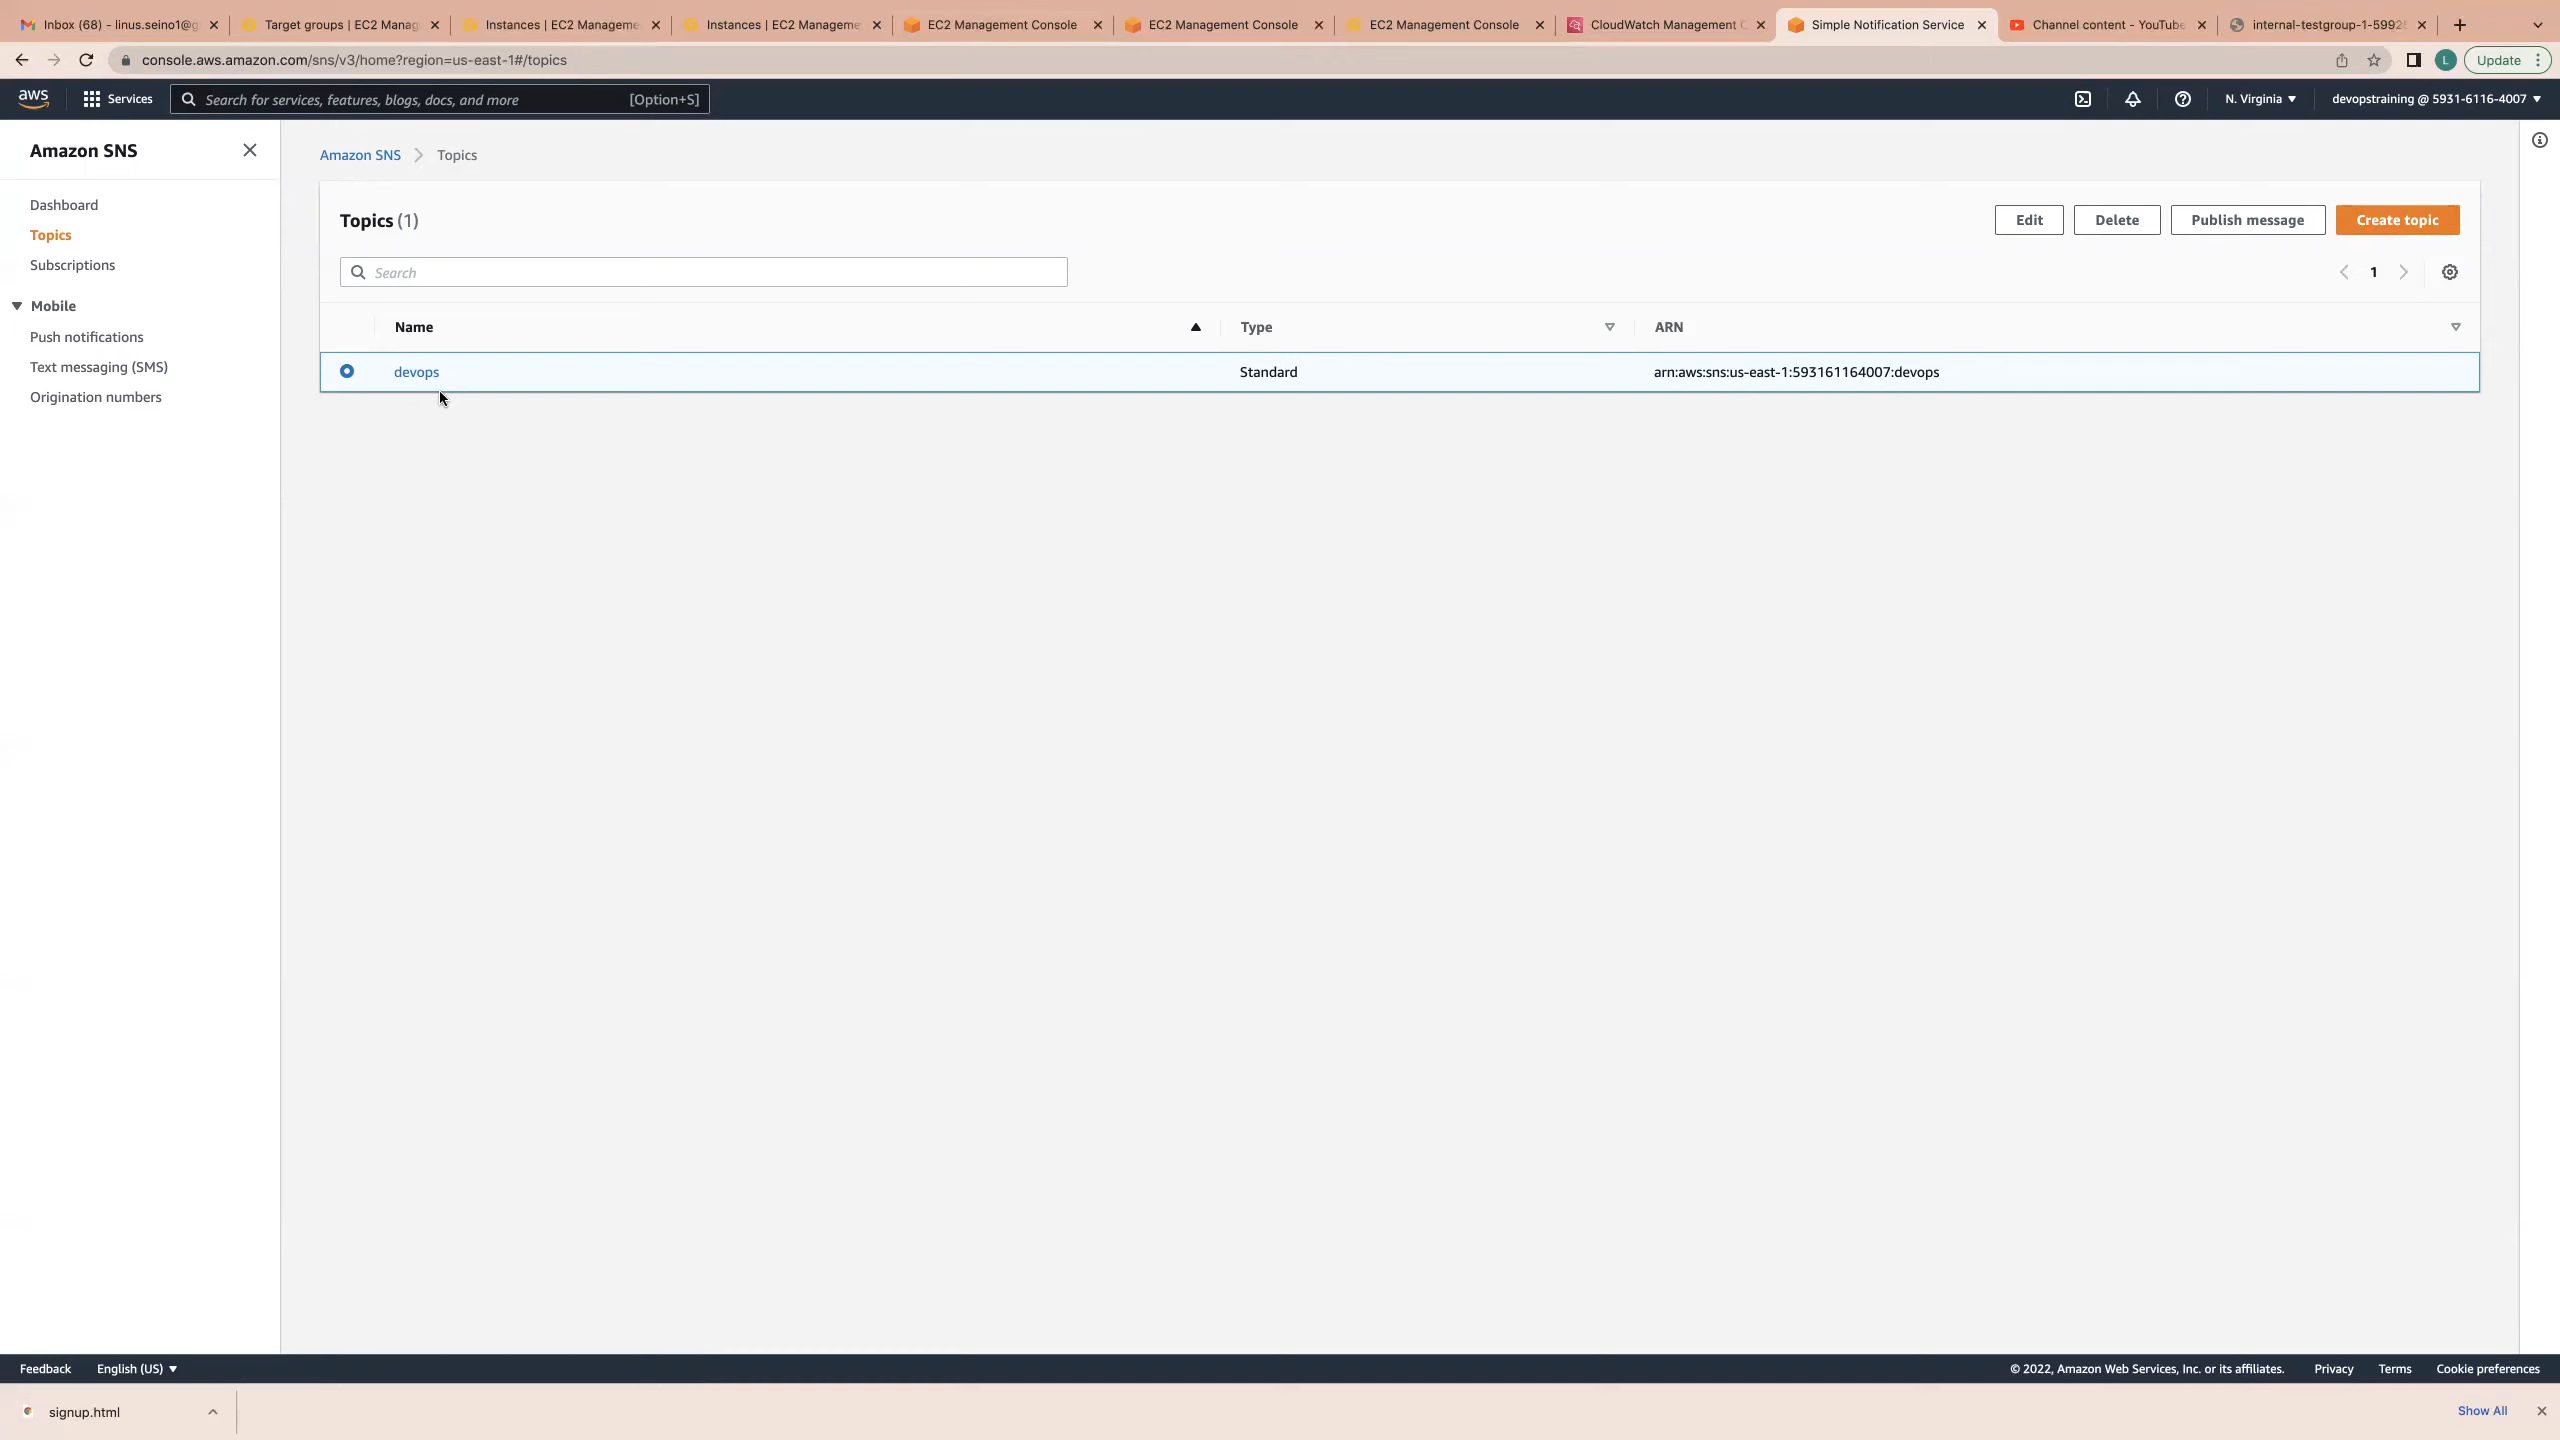 Inbox (68) - linus.seino1@g
Target groups | EC2 Manag
Instances | EC2 Manageme
Instances | EC2 Manageme
EC2 Management Console
EC2 Management Console
EC2 Management Console
CloudWatch Management C
Simple Notification Service
Channel content - YouTube
internal-testgroup-1-5992
console.aws.amazon.com/sns/v3/home?region=us-east-1#/topics
L
Update
aws
Services
Search for services, features, blogs, docs, and more
[Option+S]
N. Virginia
devopstraining @ 5931-6116-4007
Amazon SNS
Dashboard
Topics
Subscriptions
Mobile
Push notifications
Text messaging (SMS)
Origination numbers
Amazon SNS
Topics
Topics (1)
Edit
Delete
Publish message
Create topic
Search
1
Name
Type
ARN
devops
Standard
arn:aws:sns:us-east-1:593161164007:devops
Feedback
English (US)
© 2022, Amazon Web Services, Inc. or its affiliates.
Privacy
Terms
Cookie preferences
signup.html
Show All